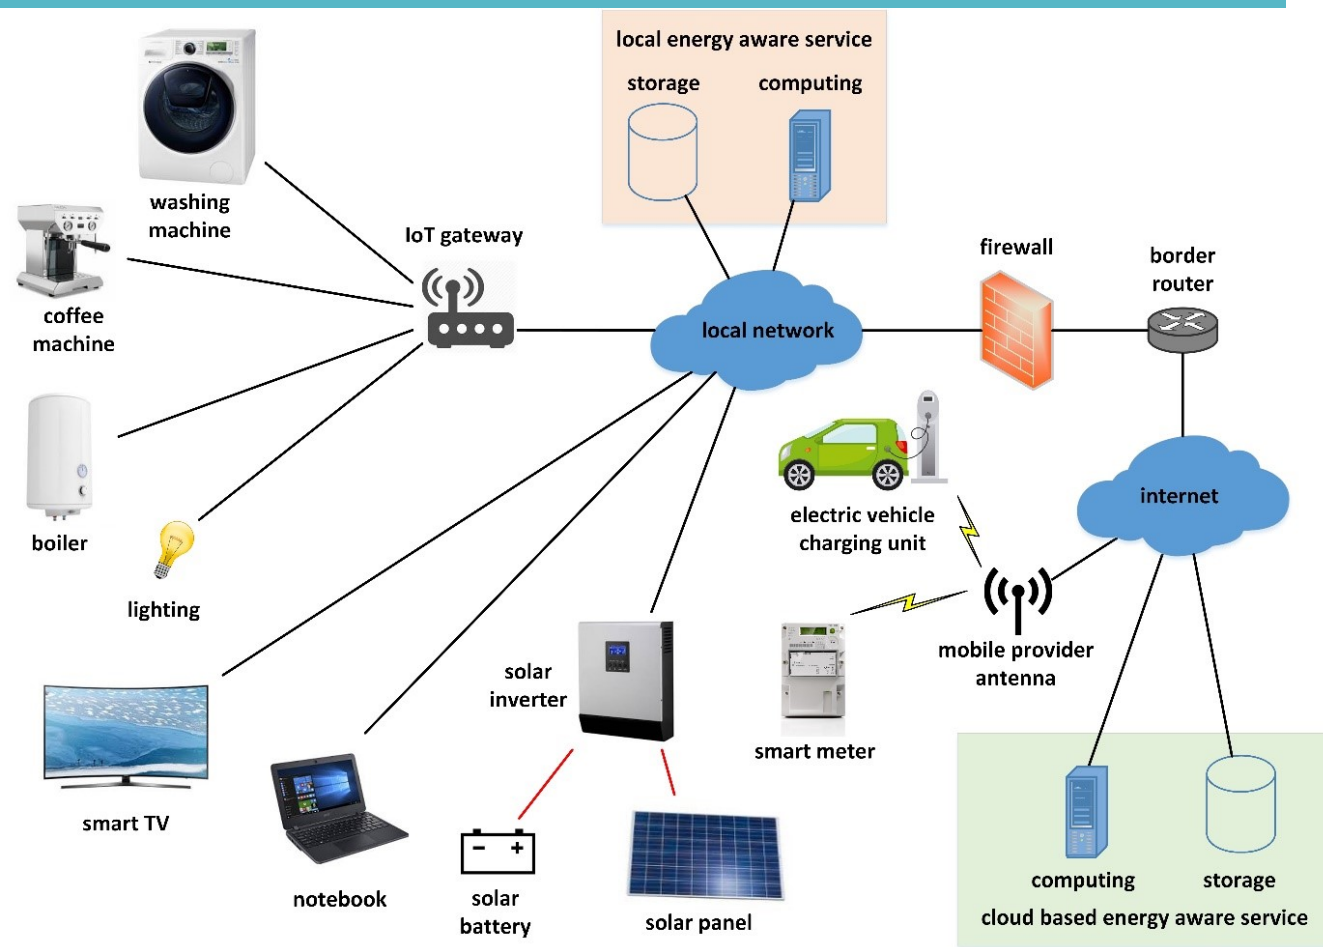 local energy aware service
storage
computing
washing
machine
IoT gateway
firewall
border
router
coffee
machine
local network
boiler
electric vehicle
charging unit
internet
lighting
solar
inverter
mobile provider
antenna
smart meter
smart TV
notebook
solar
battery
solar panel
computing
storage
cloud based energy aware service